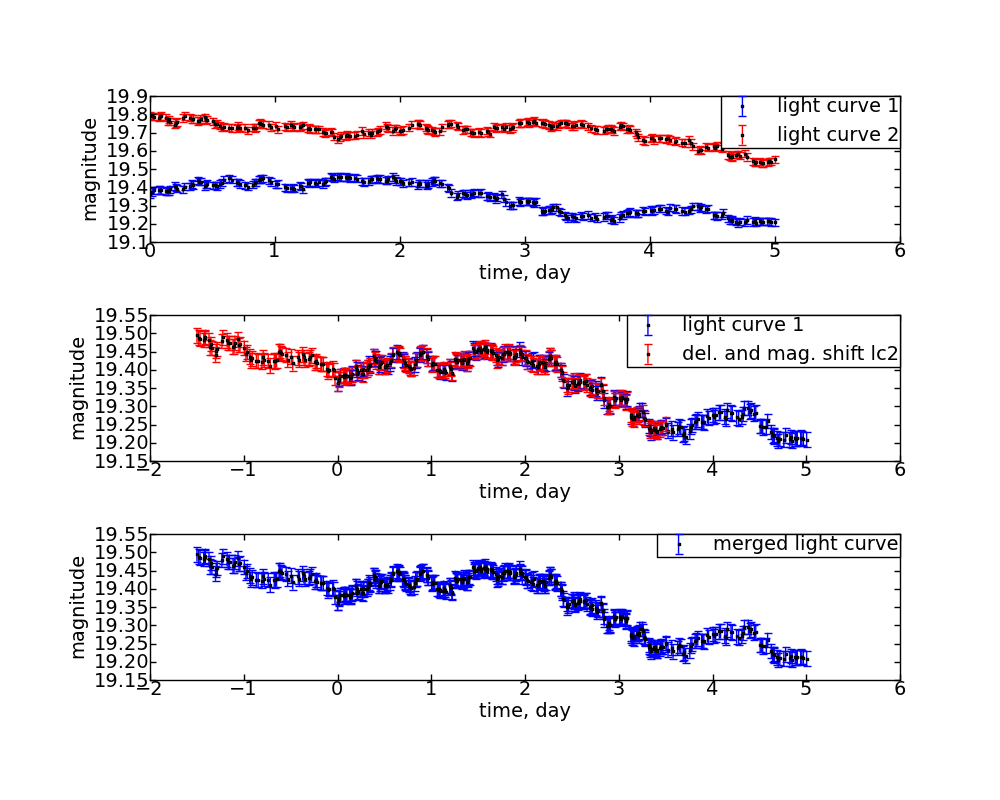 19.9
19.8
19.7
19.6
19.5
19.4
19.3
19.2
19.1
magnitude
light curve 1
light curve 2
0 1 2 3 4 5 6
time, day
19.55
19.50
19.45
19.40
19.35
19.30
19.25
19.20
19.15
magnitude
light curve 1
del. and mag. shift lc2
−2 −1 0 1 2 3 4 5 6
time, day
19.55
19.50
19.45
19.40
19.35
19.30
19.25
19.20
19.15
magnitude
merged light curve
−2 −1 0 1 2 3 4 5 6
time, day